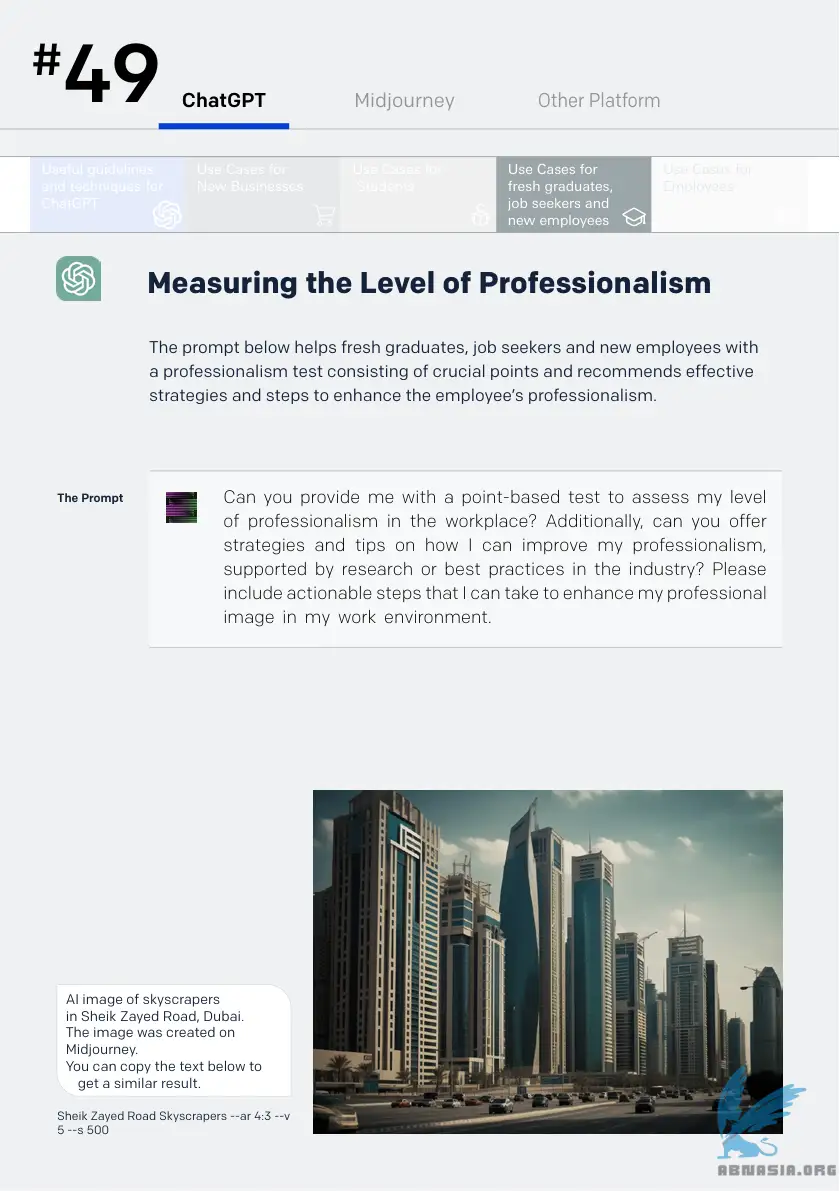 #49
ChatGPT
Midjourney
Other Platform
Useful guidelines
and techniques for
ChatGPT
Use Cases for
New Businesses
Use Cases for
Students
Use Cases for
fresh graduates,
job seekers and
new employees
Use Cases for
Employees
Measuring the Level of Professionalism
The prompt below helps fresh graduates, job seekers and new employees with
a professionalism test consisting of crucial points and recommends effective
strategies and steps to enhance the employee’s professionalism.
The Prompt
Can you provide me with a point-based test to assess my level
of professionalism in the workplace? Additionally, can you offer
strategies and tips on how I can improve my professionalism,
supported by research or best practices in the industry? Please
include actionable steps that I can take to enhance my professional
image in my work environment.
AI image of skyscrapers
in Sheik Zayed Road, Dubai.
The image was created on
Midjourney.
You can copy the text below to
get a similar result.
Sheik Zayed Road Skyscrapers --ar 4:3 --v
5 --s 500
ABNASIA.ORG